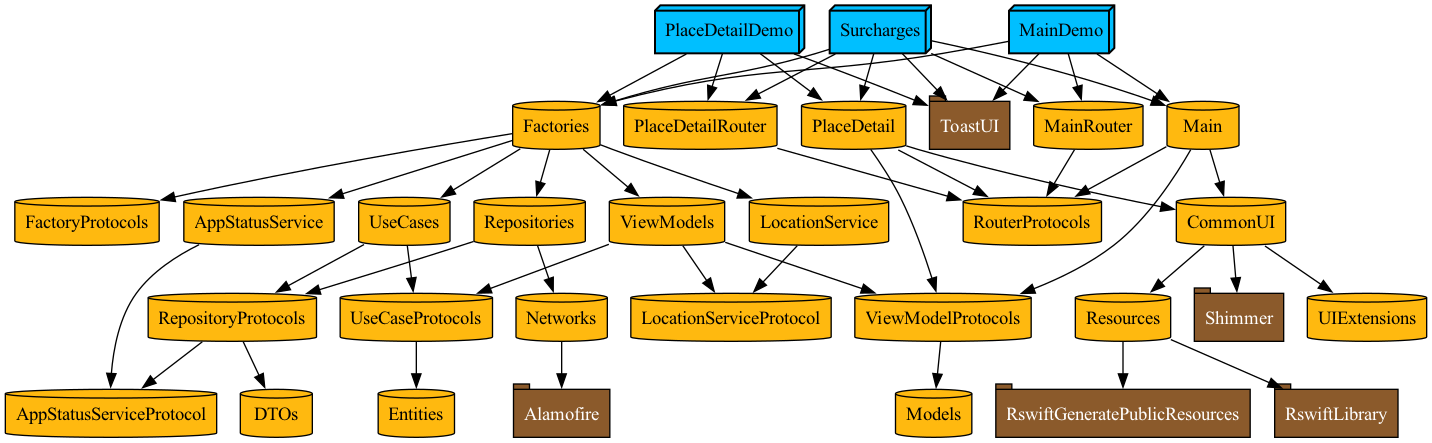 PlaceDetailDemo
Surcharges
MainDemo
Factories
PlaceDetailRouter
PlaceDetail
ToastUI
MainRouter
Main
FactoryProtocols
AppStatusService
UseCases
Repositories
ViewModels
LocationService
RouterProtocols
CommonUI
RepositoryProtocols
UseCaseProtocols
Networks
LocationServiceProtocol
ViewModelProtocols
Resources
Shimmer
UIExtensions
AppStatusServiceProtocol
DTOs
Entities
Alamofire
Models
RswiftGeneratePublicResources
RswiftLibrary